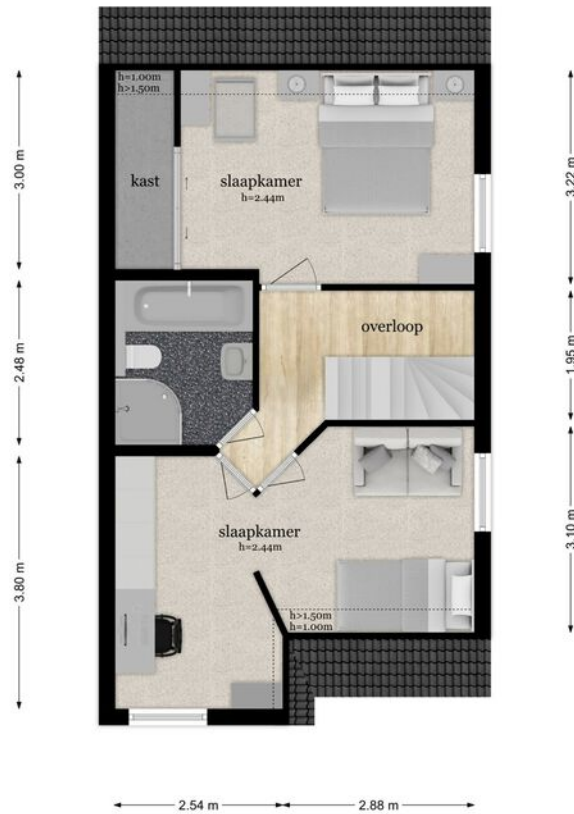 h=1.00m
h>1.50m
kast
slaapkamer
h=2.44m
overloop
slaapkamer
h=2.44m
h>1.50m
h=1.00m
3.00 m
2.48 m
3.80 m
3.22 m
1.95 m
3.10 m
2.54 m
2.88 m